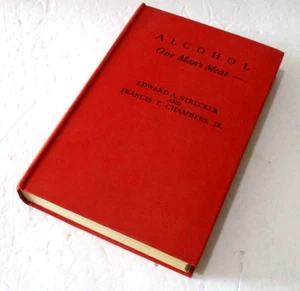 ALCOHOL
One Man's Meat—
EDWARD A. STRECKER
AND
FRANCIS T. CHAMBERS, JR.